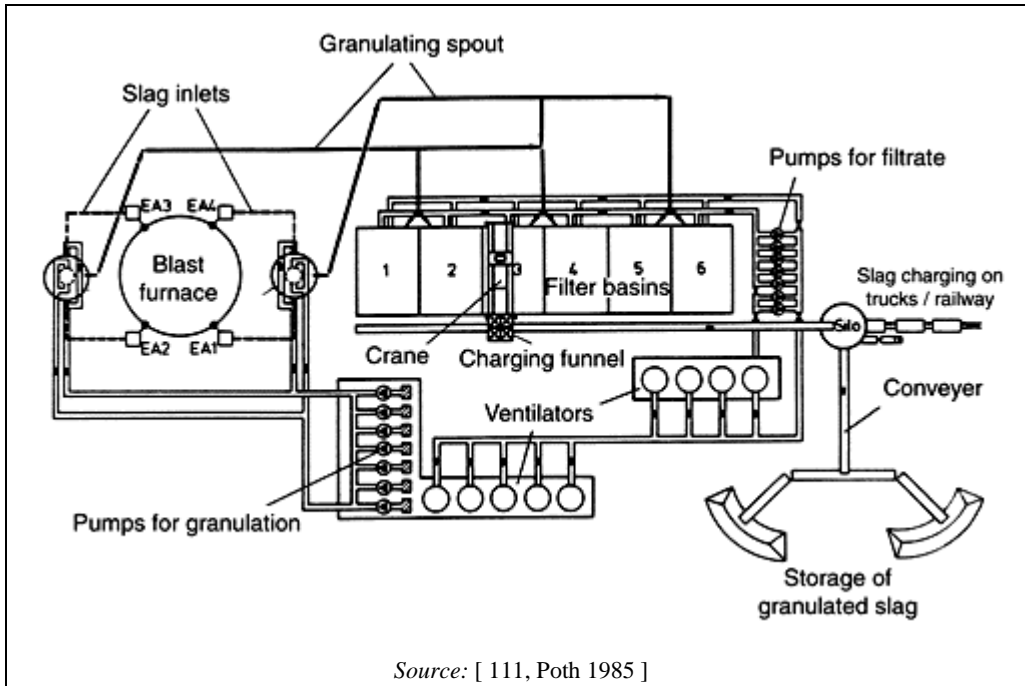 Granulating spout
Slag inlets
Pumps for filtrate
EA3
EA4
Blast
furnace
1
2
3
4
5
6
Filter basins
Slag charging on
trucks / railway
Silo
EA2
EA1
Crane
Charging funnel
Conveyer
Ventilators
Pumps for granulation
Storage of
granulated slag
Source: [ 111, Poth 1985 ]